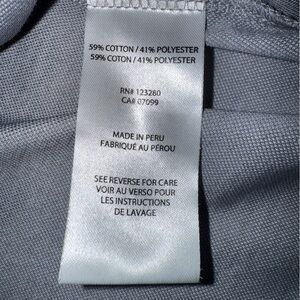 59% COTTON / 41% POLYESTER
59% COTON / 41% POLYESTER
RN# 123280
CA# 07099
MADE IN PERU
FABRIQUÉ AU PÉROU
SEE REVERSE FOR CARE
VOIR AU VERSO POUR
LES INSTRUCTIONS
DE LAVAGE